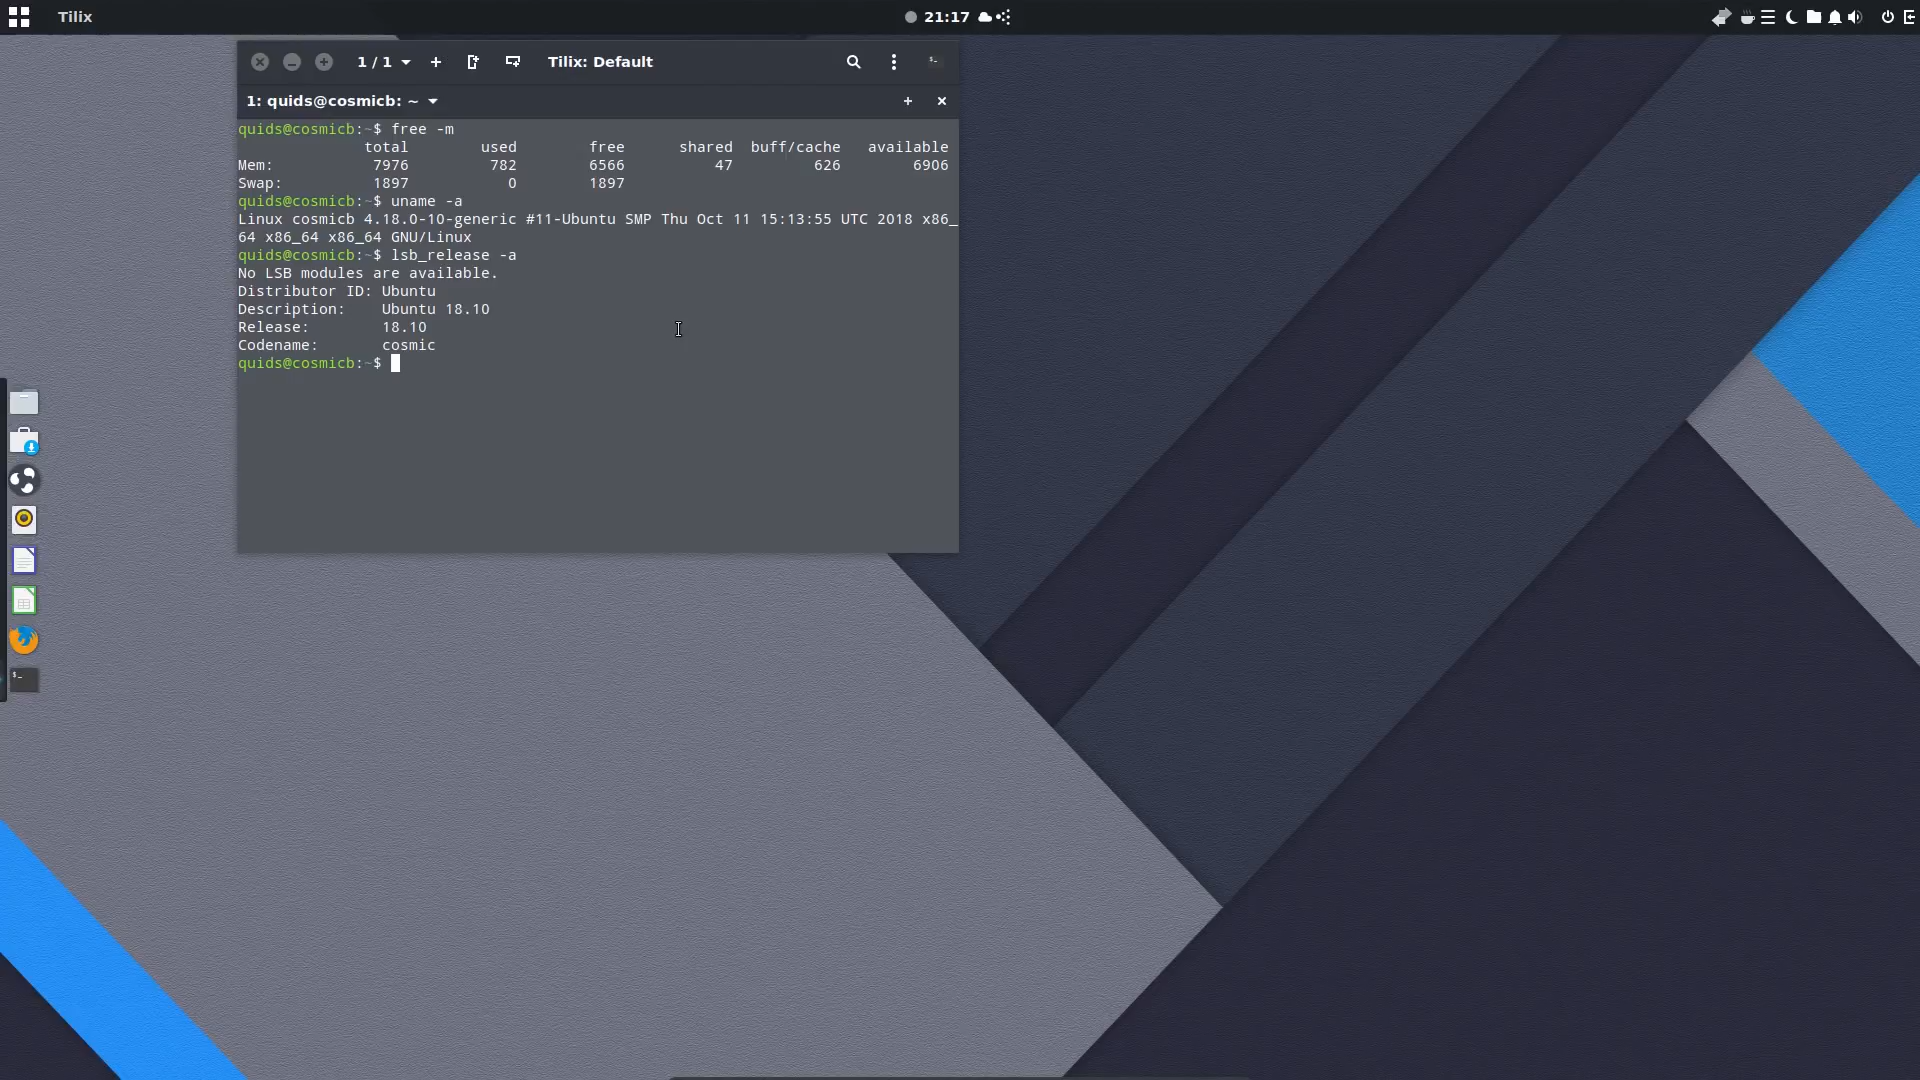 Tilix
21:17
1 / 1
Tilix: Default
1: quids@cosmicb: ~
quids@cosmicb:~$ free -m
total used free shared buff/cache available
Mem: 7976 782 6566 47 626 6906
Swap: 1897 0 1897
quids@cosmicb:~$ uname -a
Linux cosmicb 4.18.0-10-generic #11-Ubuntu SMP Thu Oct 11 15:13:55 UTC 2018 x86_
64 x86_64 x86_64 GNU/Linux
quids@cosmicb:~$ lsb_release -a
No LSB modules are available.
Distributor ID: Ubuntu
Description: Ubuntu 18.10
Release: 18.10
Codename: cosmic
quids@cosmicb:~$